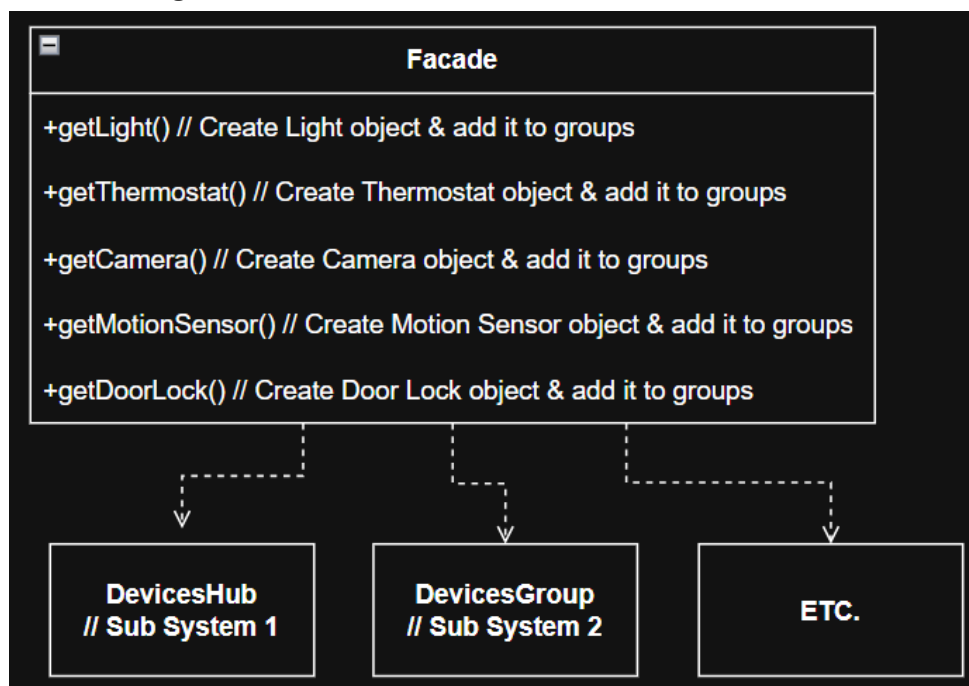 Facade
+getLight() // Create Light object & add it to groups
+getThermostat() // Create Thermostat object & add it to groups
+getCamera() // Create Camera object & add it to groups
+getMotionSensor() // Create Motion Sensor object & add it to groups
+getDoorLock() // Create Door Lock object & add it to groups
DevicesHub
// Sub System 1
DevicesGroup
// Sub System 2
ETC.